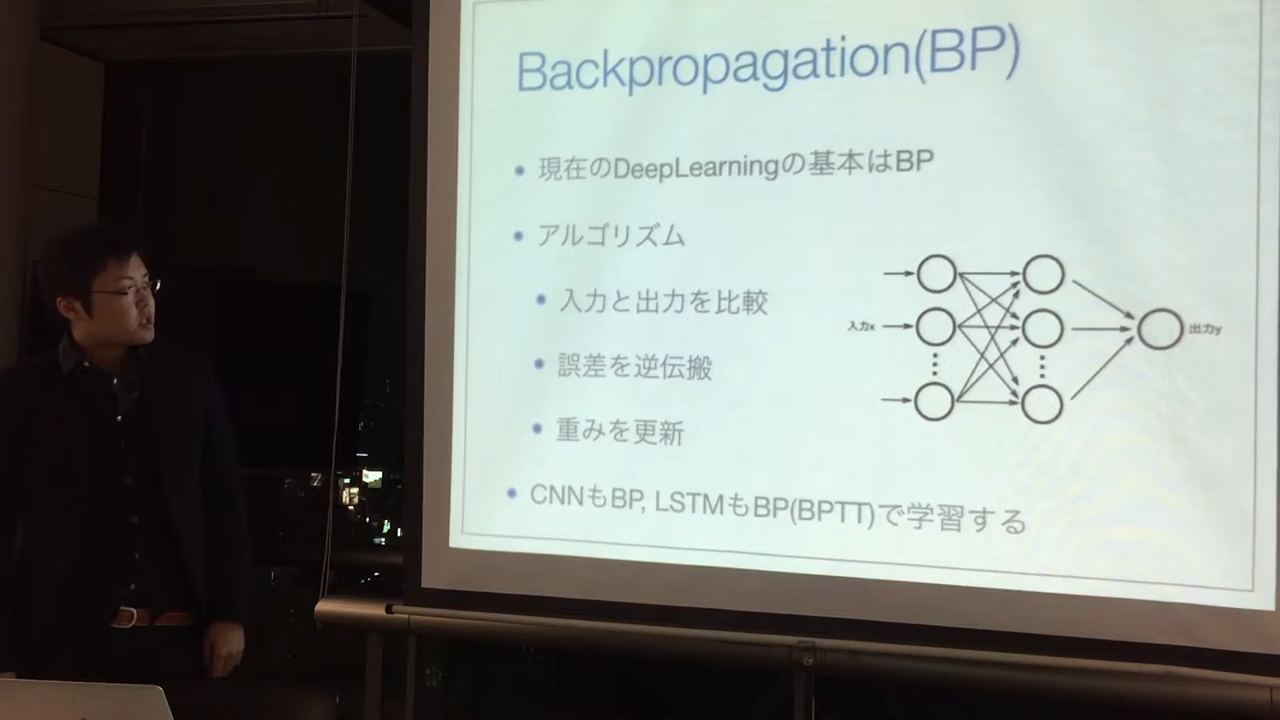 Backpropagation(BP)
現在のDeepLearningの基本はBP
アルゴリズム
入力と出力を比較
誤差を逆伝搬
重みを更新
CNNもBP, LSTMもBP(BPTT)で学習する
入力x
出力y